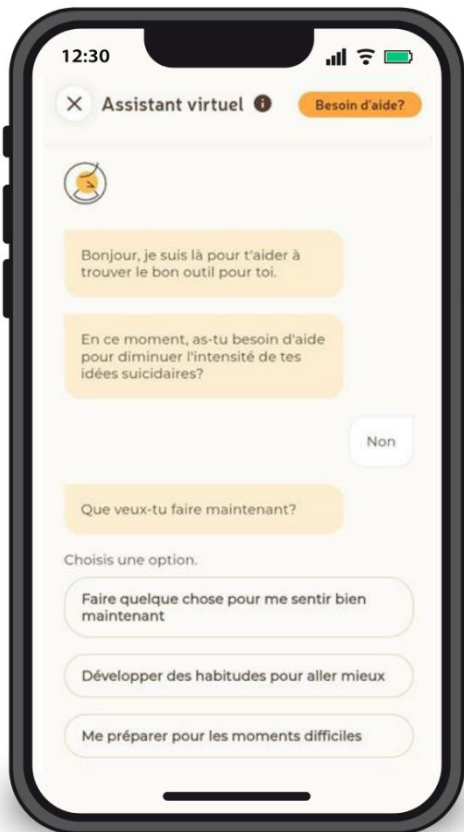 12:30
Assistant virtuel
Besoin d'aide?
Bonjour, je suis là pour t'aider à
trouver le bon outil pour toi.
En ce moment, as-tu besoin d'aide
pour diminuer l'intensité de tes
idées suicidaires?
Non
Que veux-tu faire maintenant?
Choisis une option.
Faire quelque chose pour me sentir bien
maintenant
Développer des habitudes pour aller mieux
Me préparer pour les moments difficiles